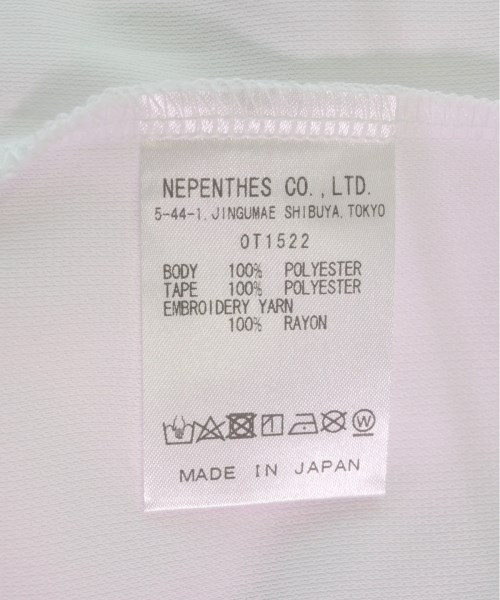 NEPENTHES CO., LTD.
5-44-1, JINGUMAE SHIBUYA, TOKYO
OT1522
BODY 100% POLYESTER
TAPE 100% POLYESTER
EMBROIDERY YARN
100% RAYON
W
MADE IN JAPAN